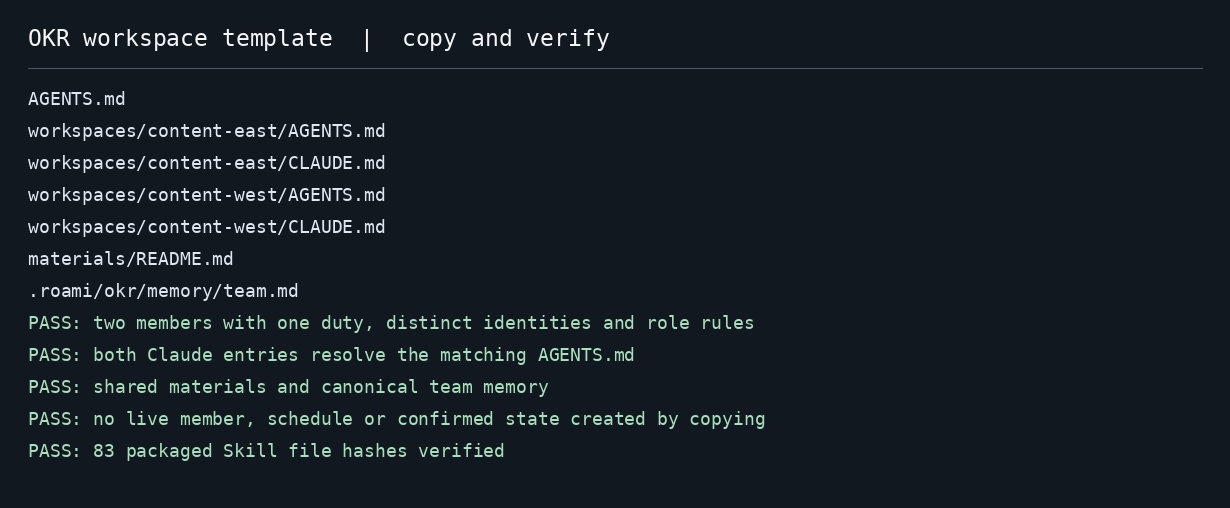 OKR workspace template  |  copy and verify
AGENTS.md
workspaces/content-east/AGENTS.md
workspaces/content-east/CLAUDE.md
workspaces/content-west/AGENTS.md
workspaces/content-west/CLAUDE.md
materials/README.md
.roami/okr/memory/team.md
PASS: two members with one duty, distinct identities and role rules
PASS: both Claude entries resolve the matching AGENTS.md
PASS: shared materials and canonical team memory
PASS: no live member, schedule or confirmed state created by copying
PASS: 83 packaged Skill file hashes verified